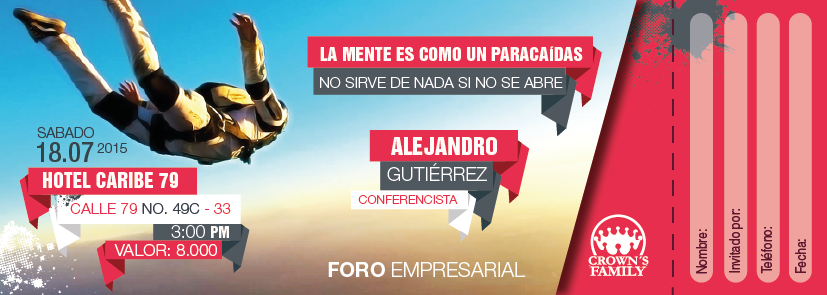 LA MENTE ES COMO UN PARACAíDAS
NO SIRVE DE NADA SI NO SE ABRE
SABADO
18.07 2015
HOTEL CARIBE 79
CALLE 79 NO. 49C - 33
3:00 PM
VALOR: 8.000
ALEJANDRO
GUTIÉRREZ
CONFERENCISTA
FORO EMPRESARIAL
CROWN'S
FAMILY
Nombre:
Invitado por:
Teléfono:
Fecha: